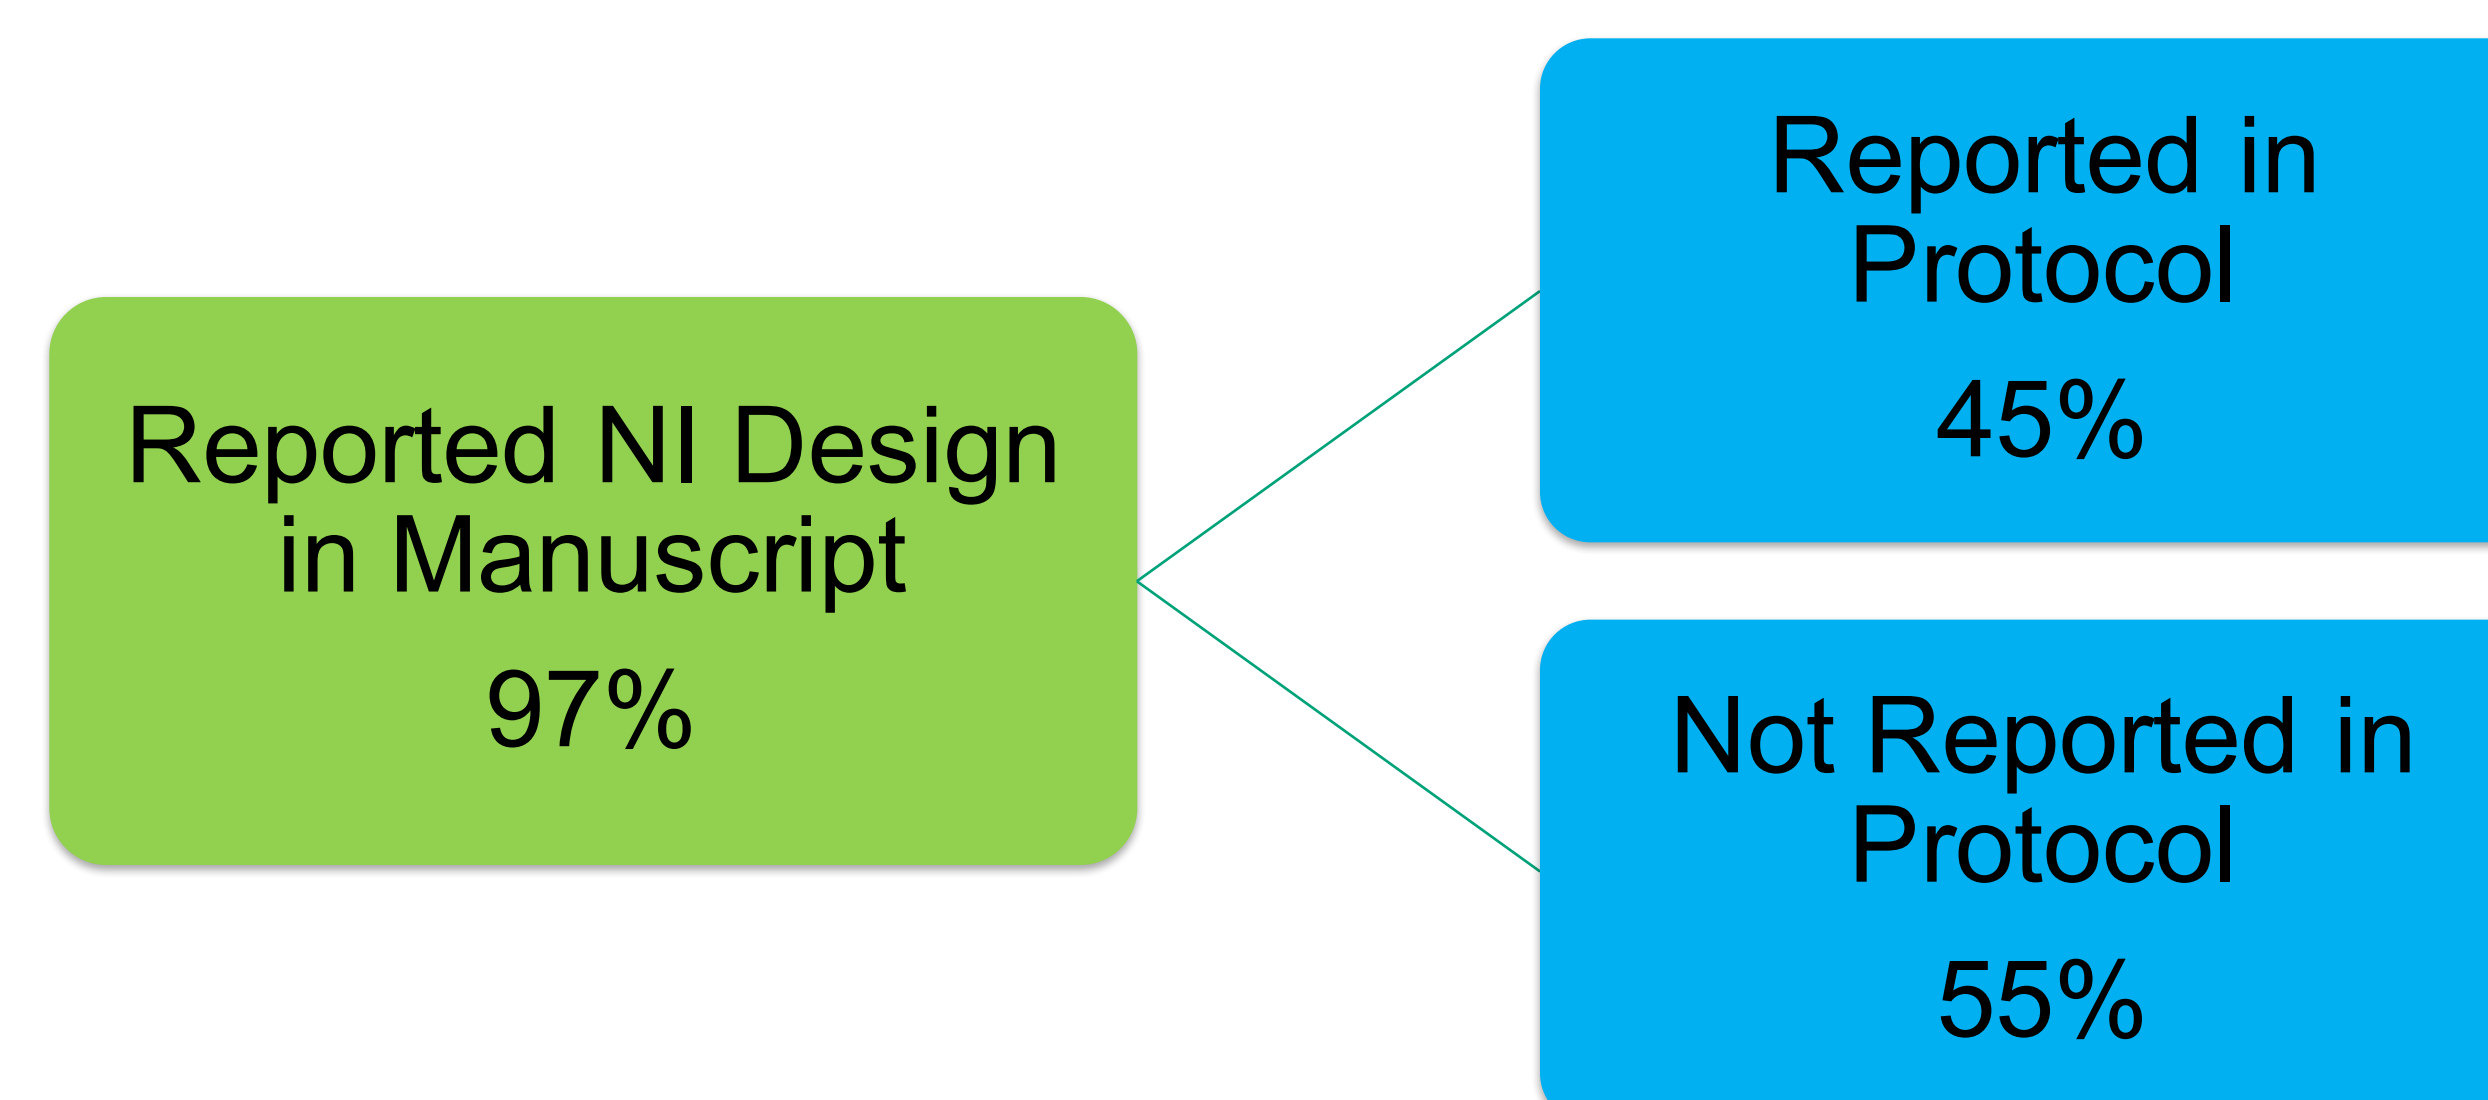 Reported NI Design
in Manuscript
97%
Reported in
Protocol
45%
Not Reported in
Protocol
55%